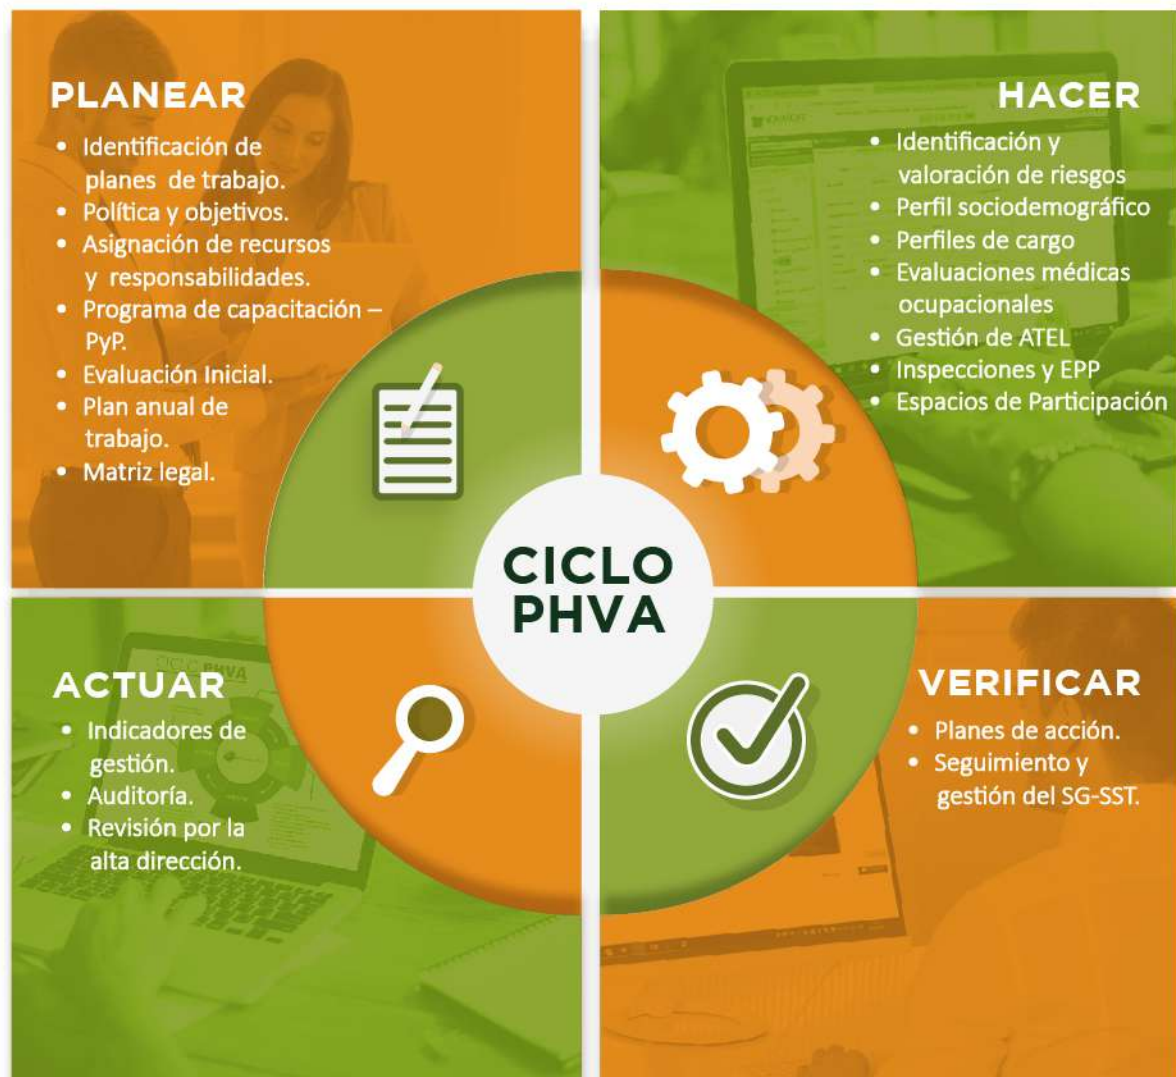 PLANEAR
• Identificación de
planes de trabajo.
• Política y objetivos.
• Asignación de recursos
y responsabilidades.
• Programa de capacitación –
PyP.
• Evaluación Inicial.
• Plan anual de
trabajo.
• Matriz legal.
HACER
• Identificación y
valoración de riesgos
• Perfil sociodemográfico
• Perfiles de cargo
• Evaluaciones médicas
ocupacionales
• Gestión de ATEL
• Inspecciones y EPP
• Espacios de Participación
CICLO
PHVA
ACTUAR
• Indicadores de
gestión.
• Auditoría.
• Revisión por la
alta dirección.
CICLO PHVA
VERIFICAR
• Planes de acción.
• Seguimiento y
gestión del SG-SST.